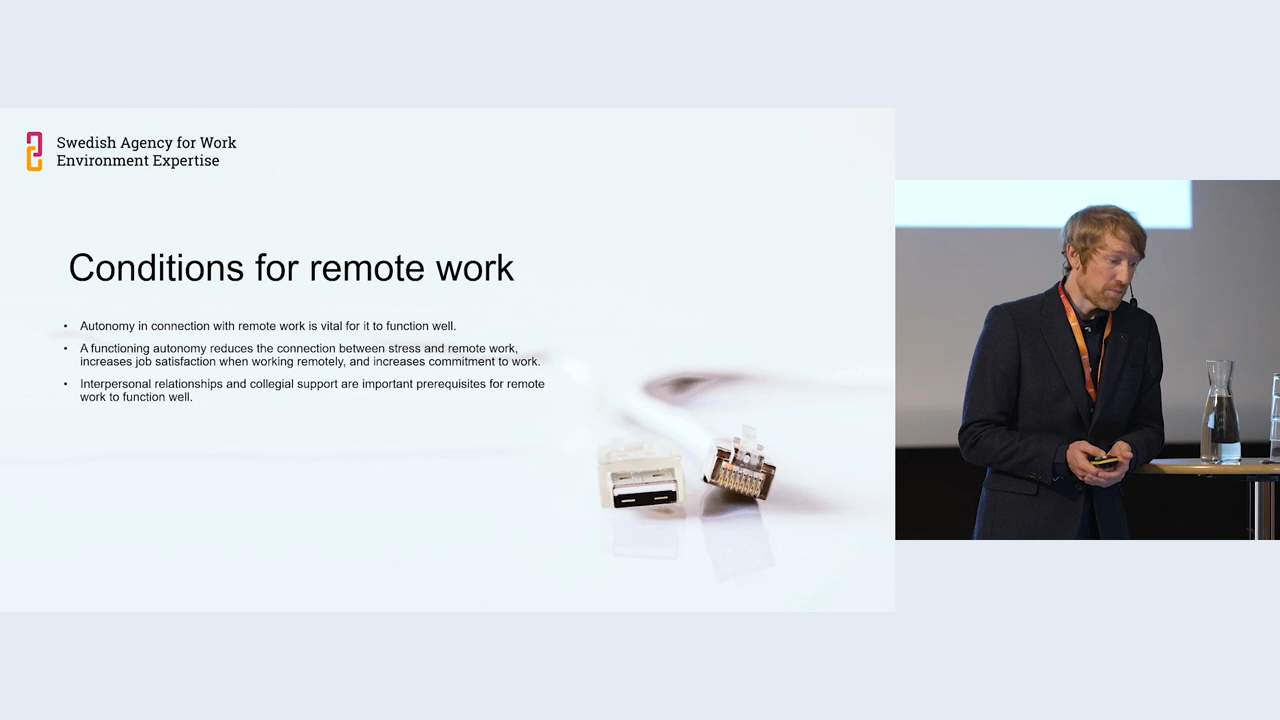 Swedish Agency for Work
Environment Expertise
Conditions for remote work
• Autonomy in connection with remote work is vital for it to function well.
• A functioning autonomy reduces the connection between stress and remote work,
increases job satisfaction when working remotely, and increases commitment to work.
• Interpersonal relationships and collegial support are important prerequisites for remote
work to function well.